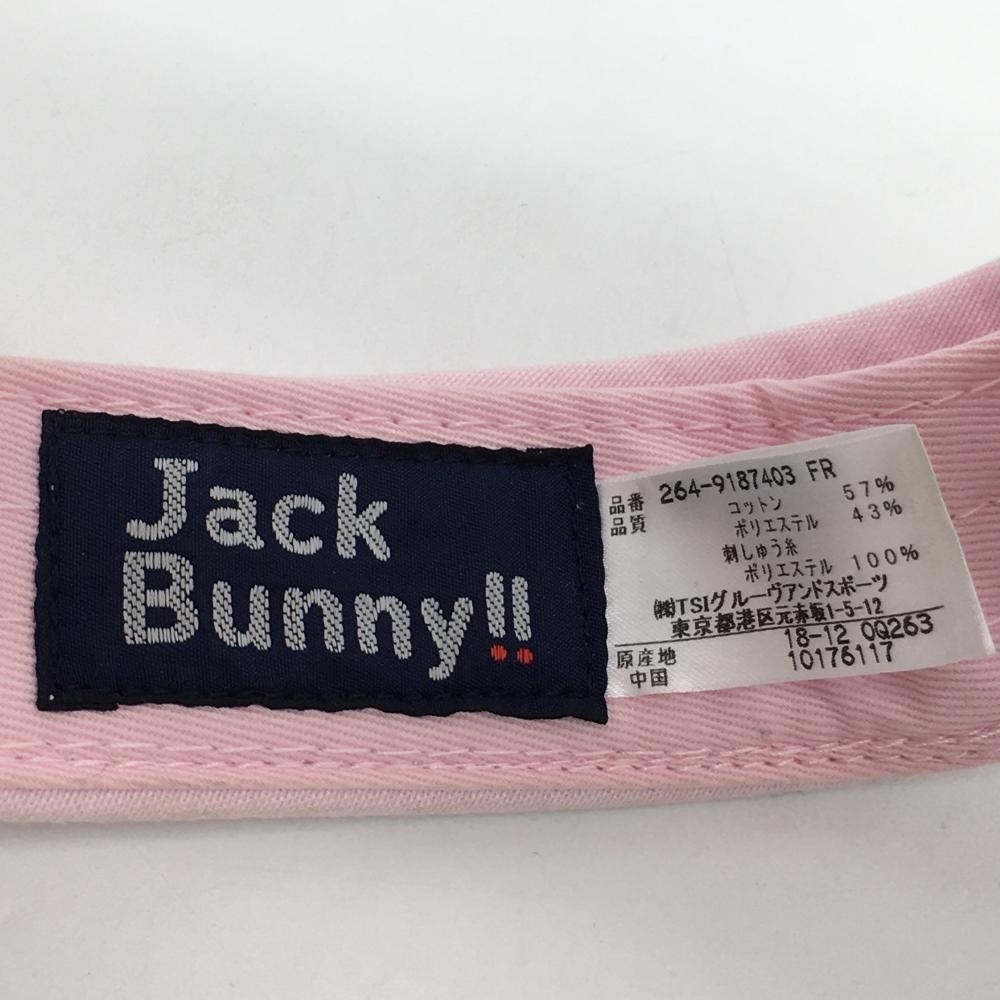 Jack
Bunny!!
品番 264-9187403 FR
品質 コットン 57%
ポリエステル 43%
刺しゅう糸
ポリエステル 100%
㈱TSIグルーヴアンドスポーツ
東京都港区元赤坂1-5-12
18-12 0Q263
原産地 10176117
中国